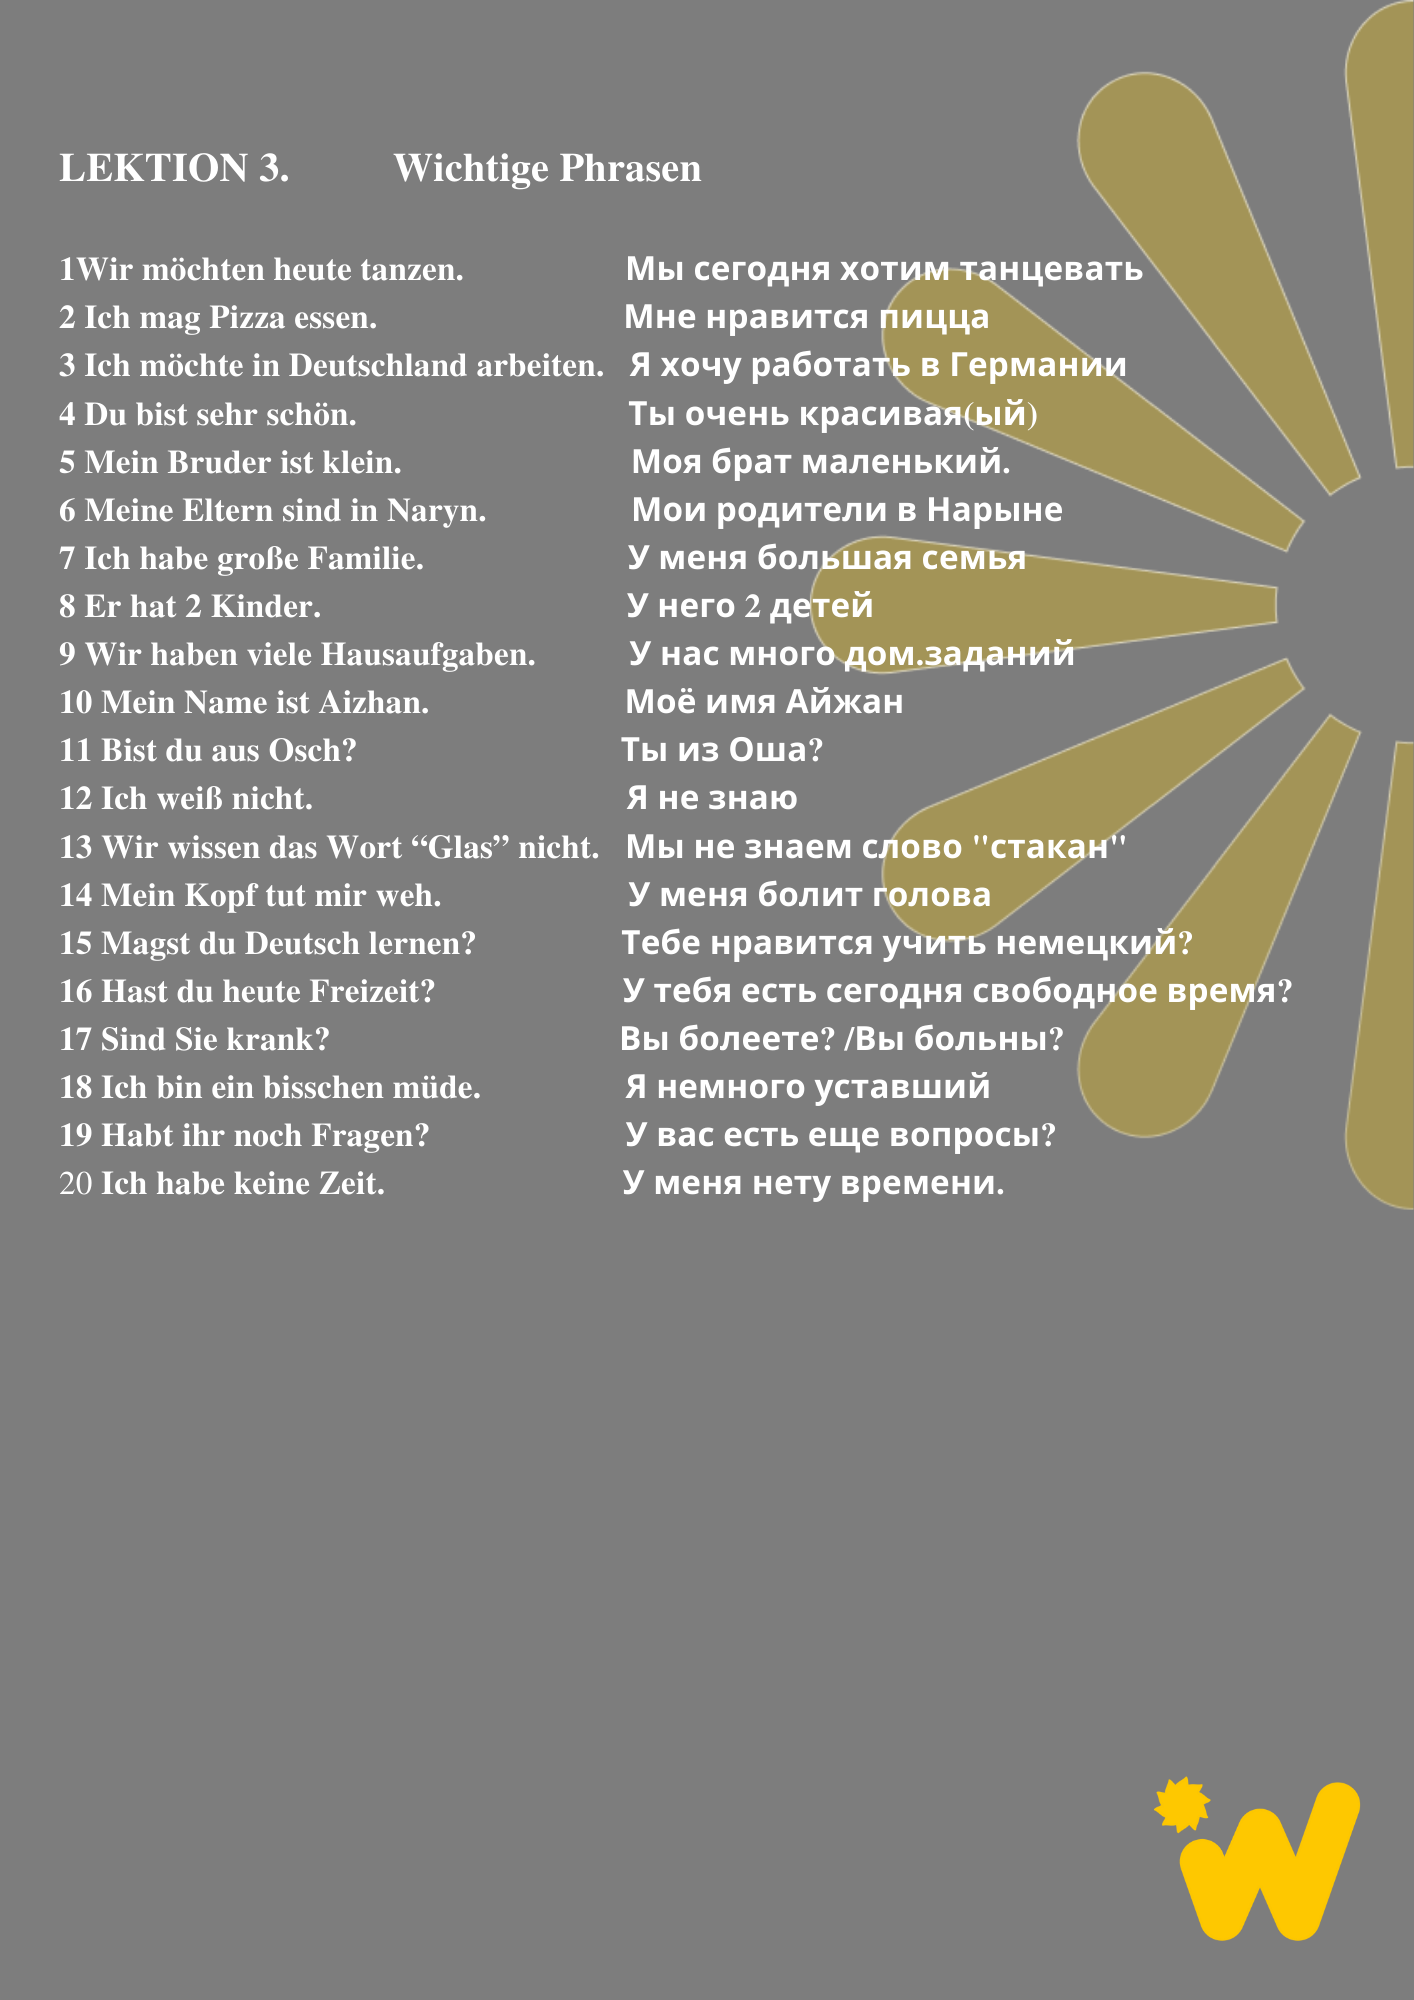 LEKTION 3. Wichtige Phrasen
1Wir möchten heute tanzen. Мы сегодня хотим танцевать
2 Ich mag Pizza essen. Мне нравится пицца
3 Ich möchte in Deutschland arbeiten. Я хочу работать в Германии
4 Du bist sehr schön. Ты очень красивая(ый)
5 Mein Bruder ist klein. Моя брат маленький.
6 Meine Eltern sind in Naryn. Мои родители в Нарыне
7 Ich habe große Familie. У меня большая семья
8 Er hat 2 Kinder. У него 2 детей
9 Wir haben viele Hausaufgaben. У нас много дом.заданий
10 Mein Name ist Aizhan. Моё имя Айжан
11 Bist du aus Osch? Ты из Оша?
12 Ich weiß nicht. Я не знаю
13 Wir wissen das Wort “Glas” nicht. Мы не знаем слово "стакан"
14 Mein Kopf tut mir weh. У меня болит голова
15 Magst du Deutsch lernen? Тебе нравится учить немецкий?
16 Hast du heute Freizeit? У тебя есть сегодня свободное время?
17 Sind Sie krank? Вы болеете? /Вы больны?
18 Ich bin ein bisschen müde. Я немного уставший
19 Habt ihr noch Fragen? У вас есть еще вопросы?
20 Ich habe keine Zeit. У меня нету времени.